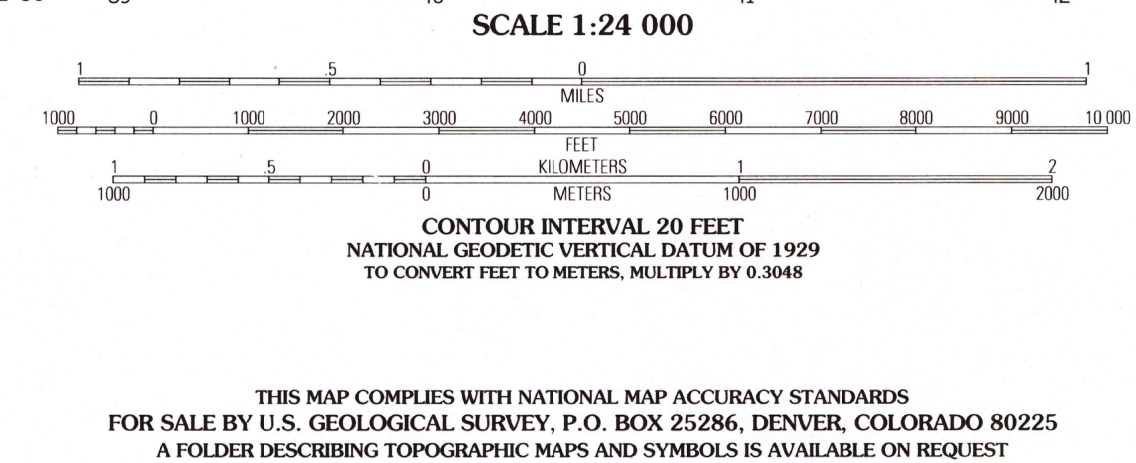 SCALE 1:24 000
1 .5 0 1
MILES
1000 0 1000 2000 3000 4000 5000 6000 7000 8000 9000 10 000
FEET
1 .5 0 KILOMETERS 1 2
1000 0 METERS 1000 2000
CONTOUR INTERVAL 20 FEET
NATIONAL GEODETIC VERTICAL DATUM OF 1929
TO CONVERT FEET TO METERS, MULTIPLY BY 0.3048
THIS MAP COMPLIES WITH NATIONAL MAP ACCURACY STANDARDS
FOR SALE BY U.S. GEOLOGICAL SURVEY, P.O. BOX 25286, DENVER, COLORADO 80225
A FOLDER DESCRIBING TOPOGRAPHIC MAPS AND SYMBOLS IS AVAILABLE ON REQUEST